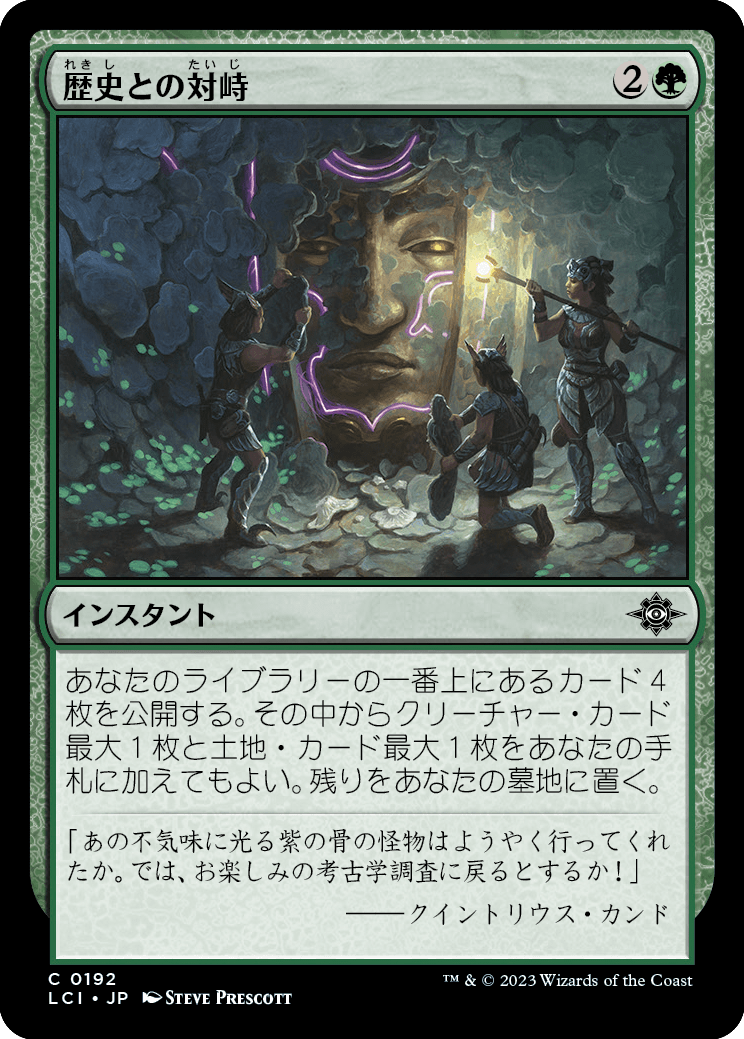 れきし たいじ
歴史との対峙 2
インスタント
あなたのライブラリーの一番上にあるカード4
枚を公開する。その中からクリーチャー・カード
最大1枚と土地・カード最大1枚をあなたの手
札に加えてもよい。残りをあなたの墓地に置く。
「あの不気味に光る紫の骨の怪物はようやく行ってくれ
たか。では、お楽しみの考古学調査に戻るとするか!」
――クイントリウス・カンド
C 0192
LCI • JP STEVE PRESCOTT
™ & © 2023 Wizards of the Coast